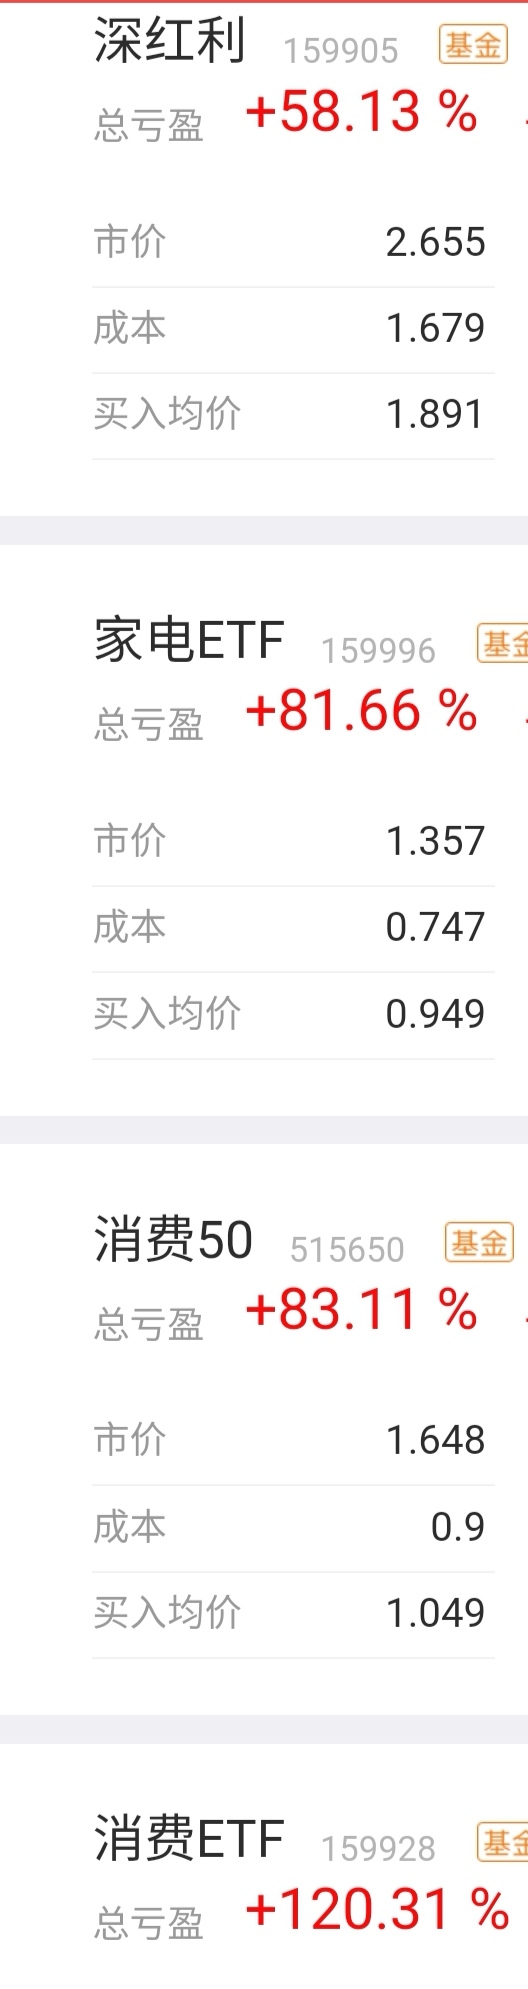 深红利 159905 基金
总亏盈 +58.13 %
市价 2.655
成本 1.679
买入均价 1.891
家电ETF 159996 基金
总亏盈 +81.66 %
市价 1.357
成本 0.747
买入均价 0.949
消费50 515650 基金
总亏盈 +83.11 %
市价 1.648
成本 0.9
买入均价 1.049
消费ETF 159928 基金
总亏盈 +120.31 %